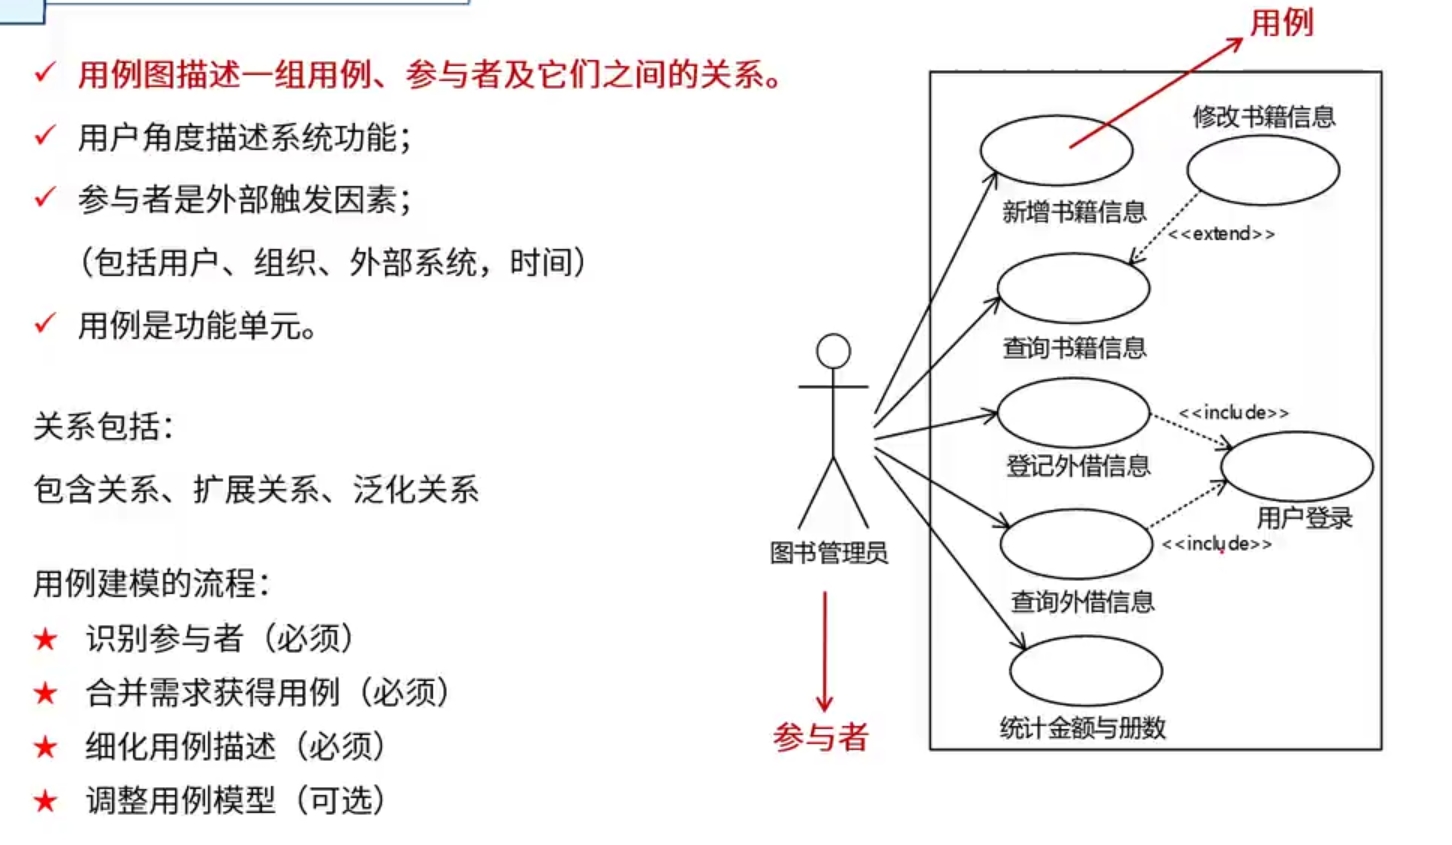 用例图描述一组用例、参与者及它们之间的关系。
用户角度描述系统功能；
参与者是外部触发因素；
（包括用户、组织、外部系统，时间）
用例是功能单元。
关系包括：
包含关系、扩展关系、泛化关系
用例建模的流程：
★ 识别参与者（必须）
★ 合并需求获得用例（必须）
★ 细化用例描述（必须）
★ 调整用例模型（可选）
用例
修改书籍信息
新增书籍信息
<<extend>>
查询书籍信息
<<include>>
登记外借信息
用户登录
<<include>>
图书管理员
查询外借信息
统计金额与册数
参与者